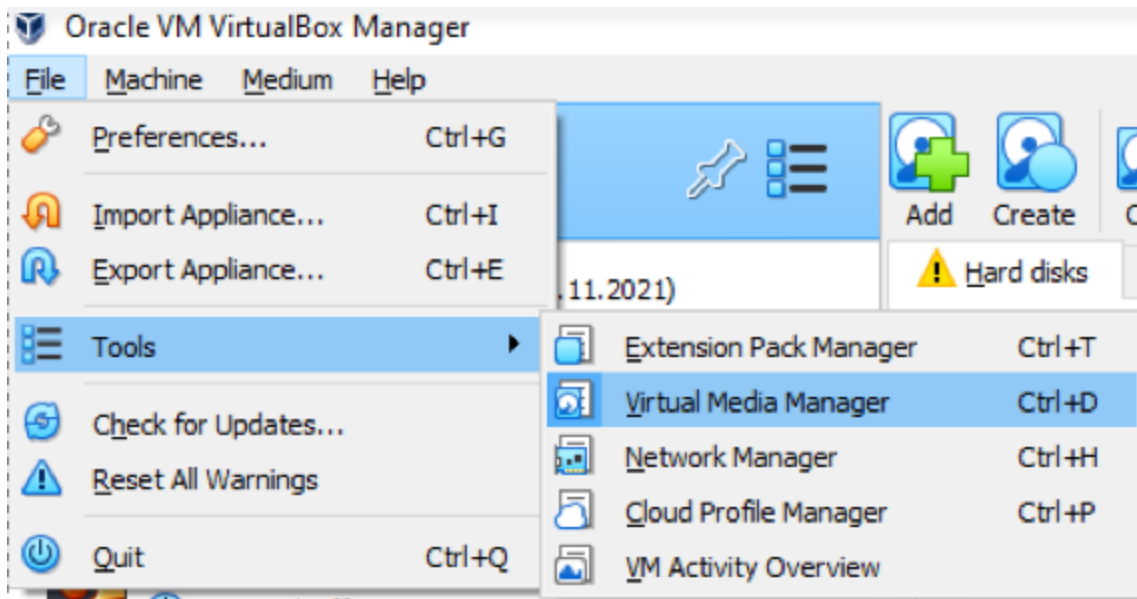 Oracle VM VirtualBox Manager
File Machine Medium Help
Preferences... Ctrl+G
Import Appliance... Ctrl+I
Export Appliance... Ctrl+E
Tools
Check for Updates...
Reset All Warnings
Quit Ctrl+Q
Add Create
.11.2021)
Hard disks
Extension Pack Manager Ctrl+T
Virtual Media Manager Ctrl+D
Network Manager Ctrl+H
Cloud Profile Manager Ctrl+P
VM Activity Overview